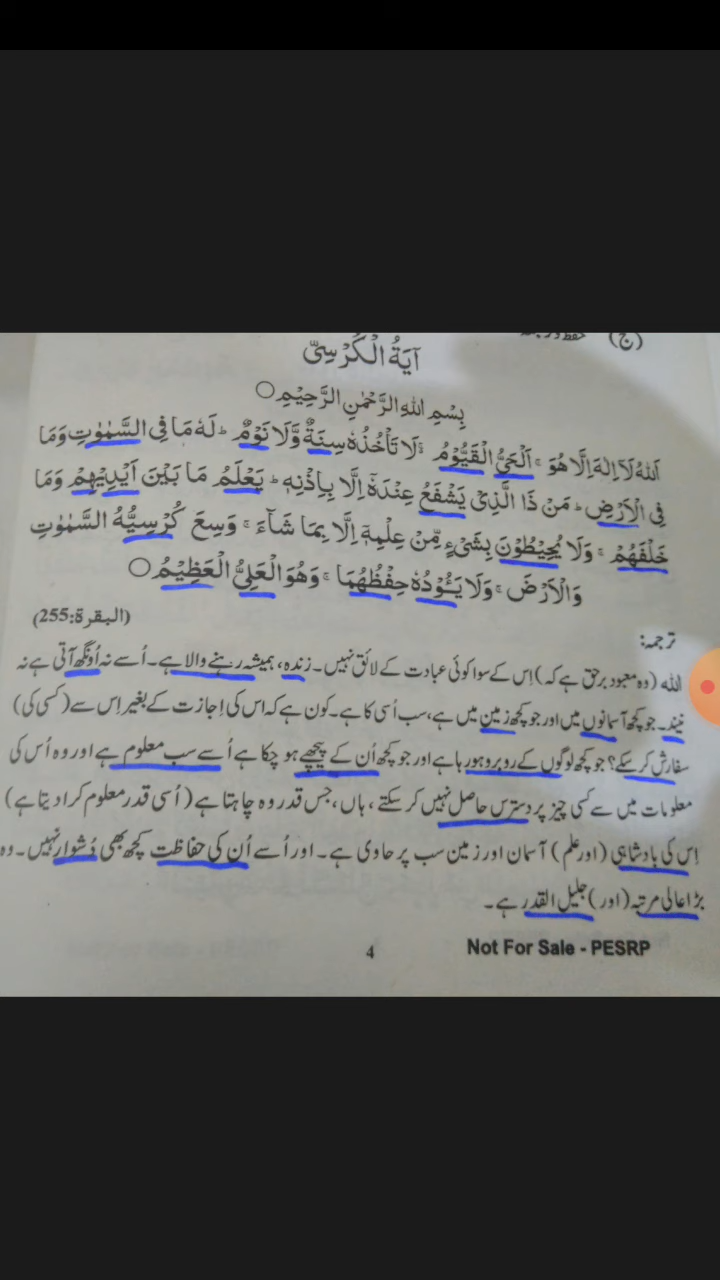 (ج) حفظ و ترجمہ
آيَةُ الْكُرْسِيِّ
بِسْمِ اللّٰهِ الرَّحْمٰنِ الرَّحِيْمِ ○
اَللّٰهُ لَآ اِلٰهَ اِلَّا هُوَ ۚ اَلْحَيُّ الْقَيُّوْمُ ۚ لَا تَاْخُذُهٗ سِنَةٌ وَّلَا نَوْمٌ ؕ لَهٗ مَا فِى السَّمٰوٰتِ وَمَا
فِى الْاَرْضِ ؕ مَنْ ذَا الَّذِىْ يَشْفَعُ عِنْدَهٗٓ اِلَّا بِاِذْنِهٖ ؕ يَعْلَمُ مَا بَيْنَ اَيْدِيْهِمْ وَمَا
خَلْفَهُمْ ۚ وَلَا يُحِيْطُوْنَ بِشَىْءٍ مِّنْ عِلْمِهٖٓ اِلَّا بِمَا شَآءَ ۚ وَسِعَ كُرْسِيُّهُ السَّمٰوٰتِ
وَالْاَرْضَ ۚ وَلَا يَئُوْدُهٗ حِفْظُهُمَا ۚ وَهُوَ الْعَلِىُّ الْعَظِيْمُ ○
(البقرة:255)
ترجمہ:
اللہ (وہ معبود برحق ہے کہ) اِس کے سوا کوئی عبادت کے لائق نہیں۔ زندہ، ہمیشہ رہنے والا ہے۔ اُسے نہ اُونگھ آتی ہے نہ
نیند۔ جو کچھ آسمانوں میں اور جو کچھ زمین میں ہے، سب اُسی کا ہے۔ کون ہے کہ اس کی اِجازت کے بغیر اِس سے (کسی کی)
سفارش کر سکے؟ جو کچھ لوگوں کے روبرو ہو رہا ہے اور جو کچھ اُن کے پیچھے ہو چکا ہے اُسے سب معلوم ہے اور وہ اُس کی
معلومات میں سے کسی چیز پر دسترس حاصل نہیں کر سکتے، ہاں، جس قدر وہ چاہتا ہے (اُسی قدر معلوم کرا دیتا ہے)
اِس کی بادشاہی (اور علم) آسمان اور زمین سب پر حاوی ہے۔ اور اُسے اُن کی حفاظت کچھ بھی دُشوار نہیں۔ وہ
بڑا عالی مرتبہ (اور) جلیل القدر ہے۔
4 Not For Sale - PESRP